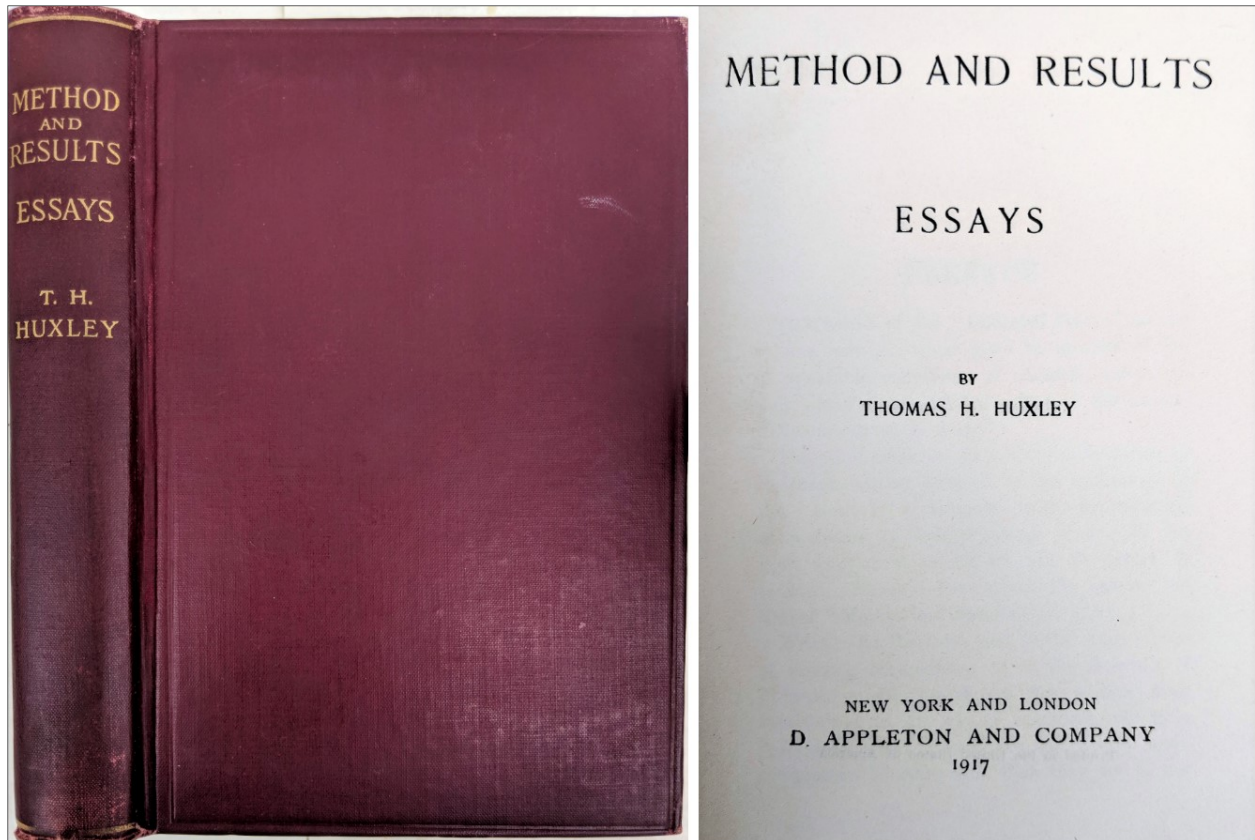 METHOD
AND
RESULTS
ESSAYS
T. H.
HUXLEY
METHOD AND RESULTS
ESSAYS
BY
THOMAS H. HUXLEY
NEW YORK AND LONDON
D. APPLETON AND COMPANY
1917